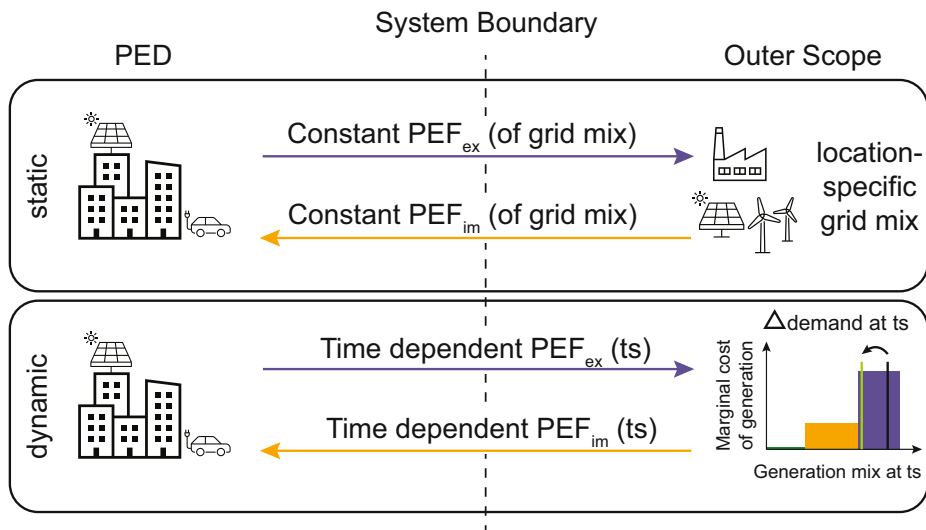 System Boundary
PED
Outer Scope
static
Constant PEF_ex (of grid mix)
Constant PEF_im (of grid mix)
location-
specific
grid mix
dynamic
Time dependent PEF_ex (ts)
Time dependent PEF_im (ts)
Δdemand at ts
Marginal cost
of generation
Generation mix at ts